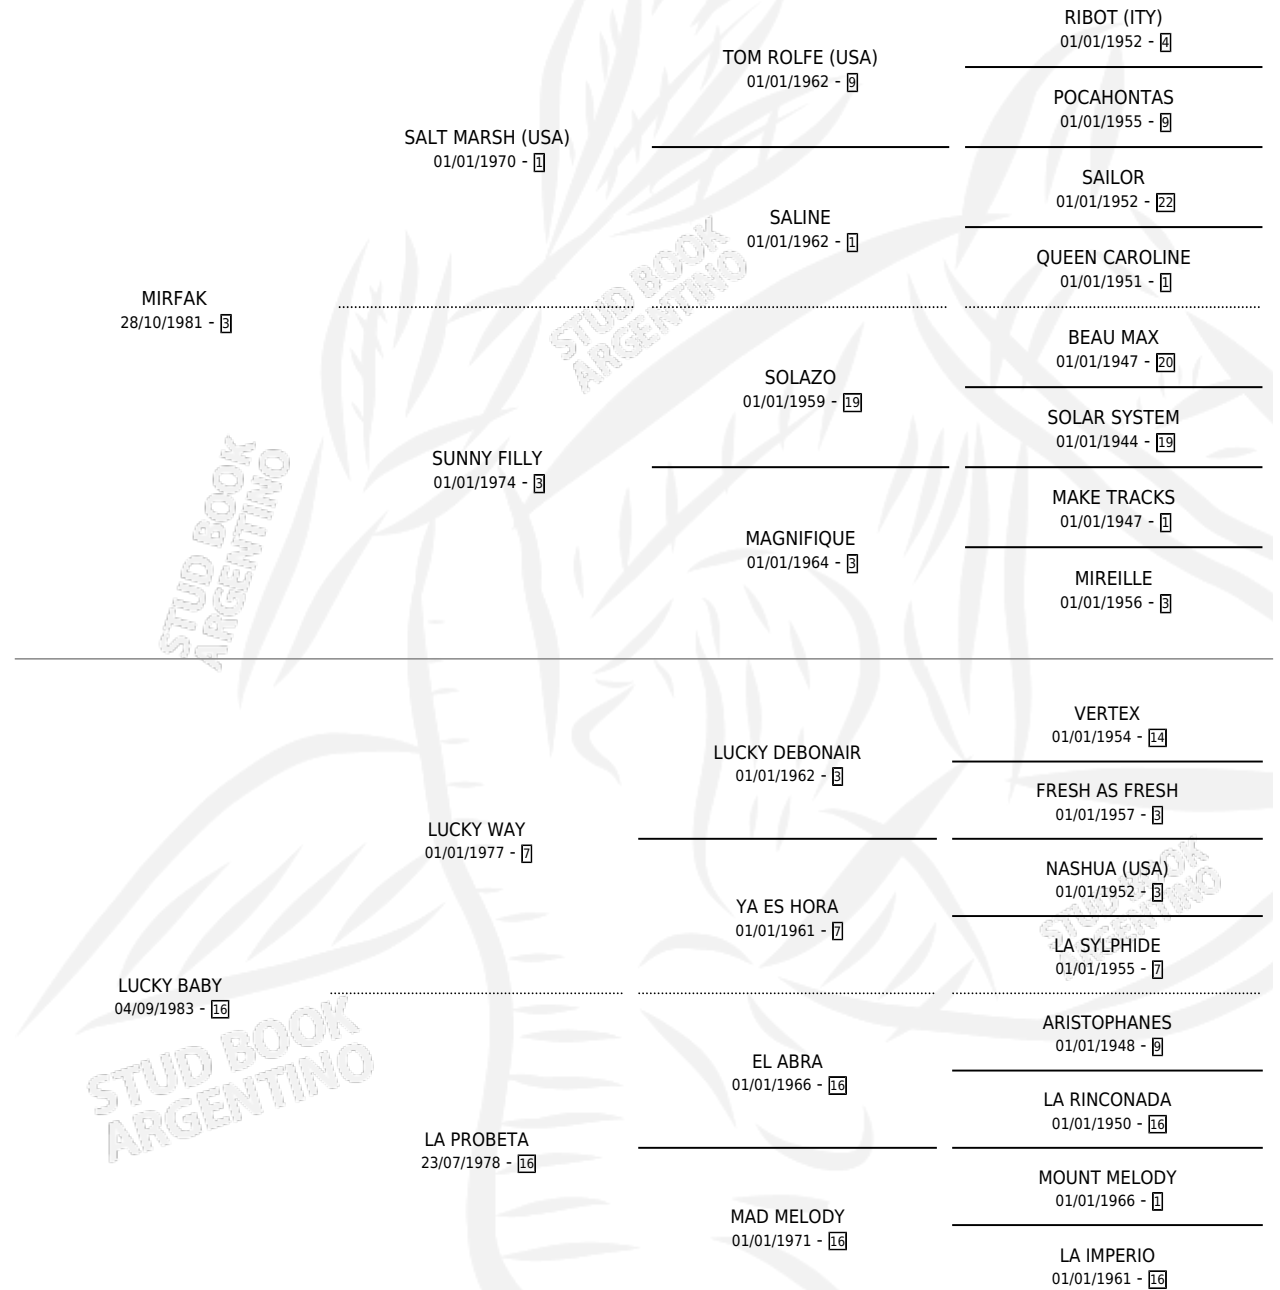 RIBOT (ITY)
01/01/1952 - 4
TOM ROLFE (USA)
01/01/1962 - 9
POCAHONTAS
01/01/1955 - 9
SALT MARSH (USA)
01/01/1970 - 1
SAILOR
01/01/1952 - 22
SALINE
01/01/1962 - 1
QUEEN CAROLINE
01/01/1951 - 1
MIRFAK
28/10/1981 - 3
BEAU MAX
01/01/1947 - 20
SOLAZO
01/01/1959 - 19
SOLAR SYSTEM
01/01/1944 - 19
SUNNY FILLY
01/01/1974 - 3
MAKE TRACKS
01/01/1947 - 1
MAGNIFIQUE
01/01/1964 - 3
MIREILLE
01/01/1956 - 3
STUD BOOK
ARGENTINO
STUD BOOK
ARGENTINO
VERTEX
01/01/1954 - 14
LUCKY DEBONAIR
01/01/1962 - 3
FRESH AS FRESH
01/01/1957 - 3
LUCKY WAY
01/01/1977 - 7
NASHUA (USA)
01/01/1952 - 3
YA ES HORA
01/01/1961 - 7
LA SYLPHIDE
01/01/1955 - 7
STUD BOOK
ARGENTINO
LUCKY BABY
04/09/1983 - 16
ARISTOPHANES
01/01/1948 - 9
EL ABRA
01/01/1966 - 16
LA RINCONADA
01/01/1950 - 16
LA PROBETA
23/07/1978 - 16
MOUNT MELODY
01/01/1966 - 1
MAD MELODY
01/01/1971 - 16
LA IMPERIO
01/01/1961 - 16
STUD BOOK
ARGENTINO